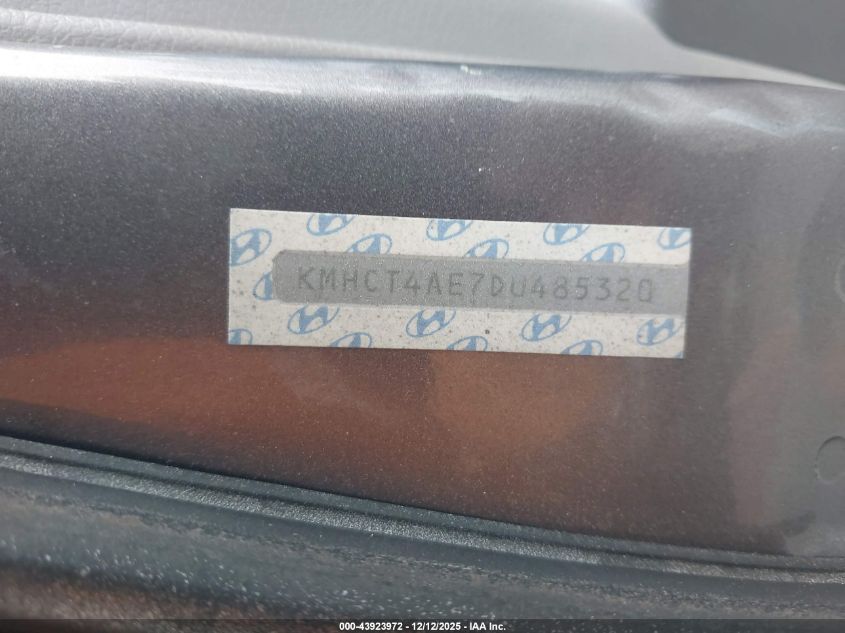 KMHCT4AE7DU485320
000-43923972 - 12/12/2025 - IAA Inc.